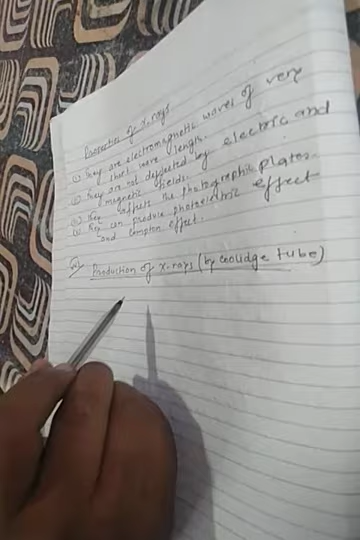 Properties of X-rays
(i) They are electromagnetic waves of very
short wave length.
(ii) They are not deflected by electric and
magnetic fields.
(iii) They affects the photographic plates.
(iv) They can produce photoelectric effect
and compton effect.
Production of X-rays (by coolidge tube)